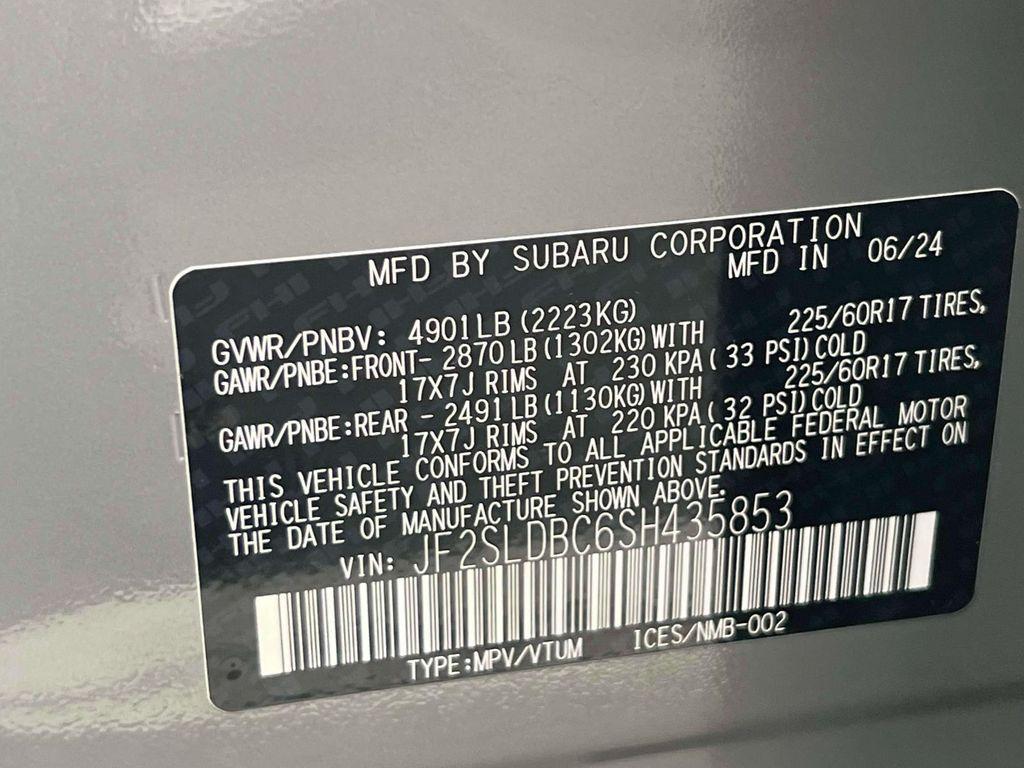 MFD BY SUBARU CORPORATION
MFD IN 06/24
GVWR/PNBV: 4901LB (2223KG)
GAWR/PNBE:FRONT- 2870LB(1302KG)WITH 225/60R17 TIRES,
17X7J RIMS AT 230 KPA( 33 PSI)COLD
GAWR/PNBE:REAR - 2491LB(1130KG)WITH 225/60R17 TIRES,
17X7J RIMS AT 220 KPA( 32 PSI)COLD
THIS VEHICLE CONFORMS TO ALL APPLICABLE FEDERAL MOTOR
VEHICLE SAFETY AND THEFT PREVENTION STANDARDS IN EFFECT ON
THE DATE OF MANUFACTURE SHOWN ABOVE.
VIN: JF2SLDBC6SH435853
TYPE:MPV/VTUM ICES/NMB-002